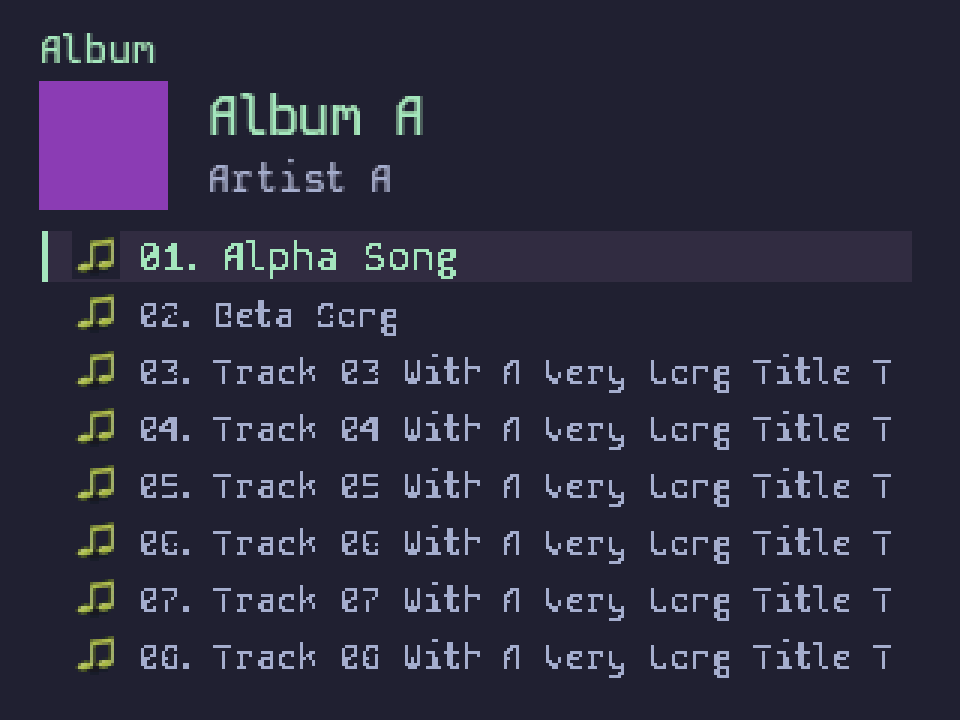 Album
Album A
Artist A
01. Alpha Song
02. Beta Song
03. Track 03 With A Very Long Title T
04. Track 04 With A Very Long Title T
05. Track 05 With A Very Long Title T
06. Track 06 With A Very Long Title T
07. Track 07 With A Very Long Title T
08. Track 08 With A Very Long Title T